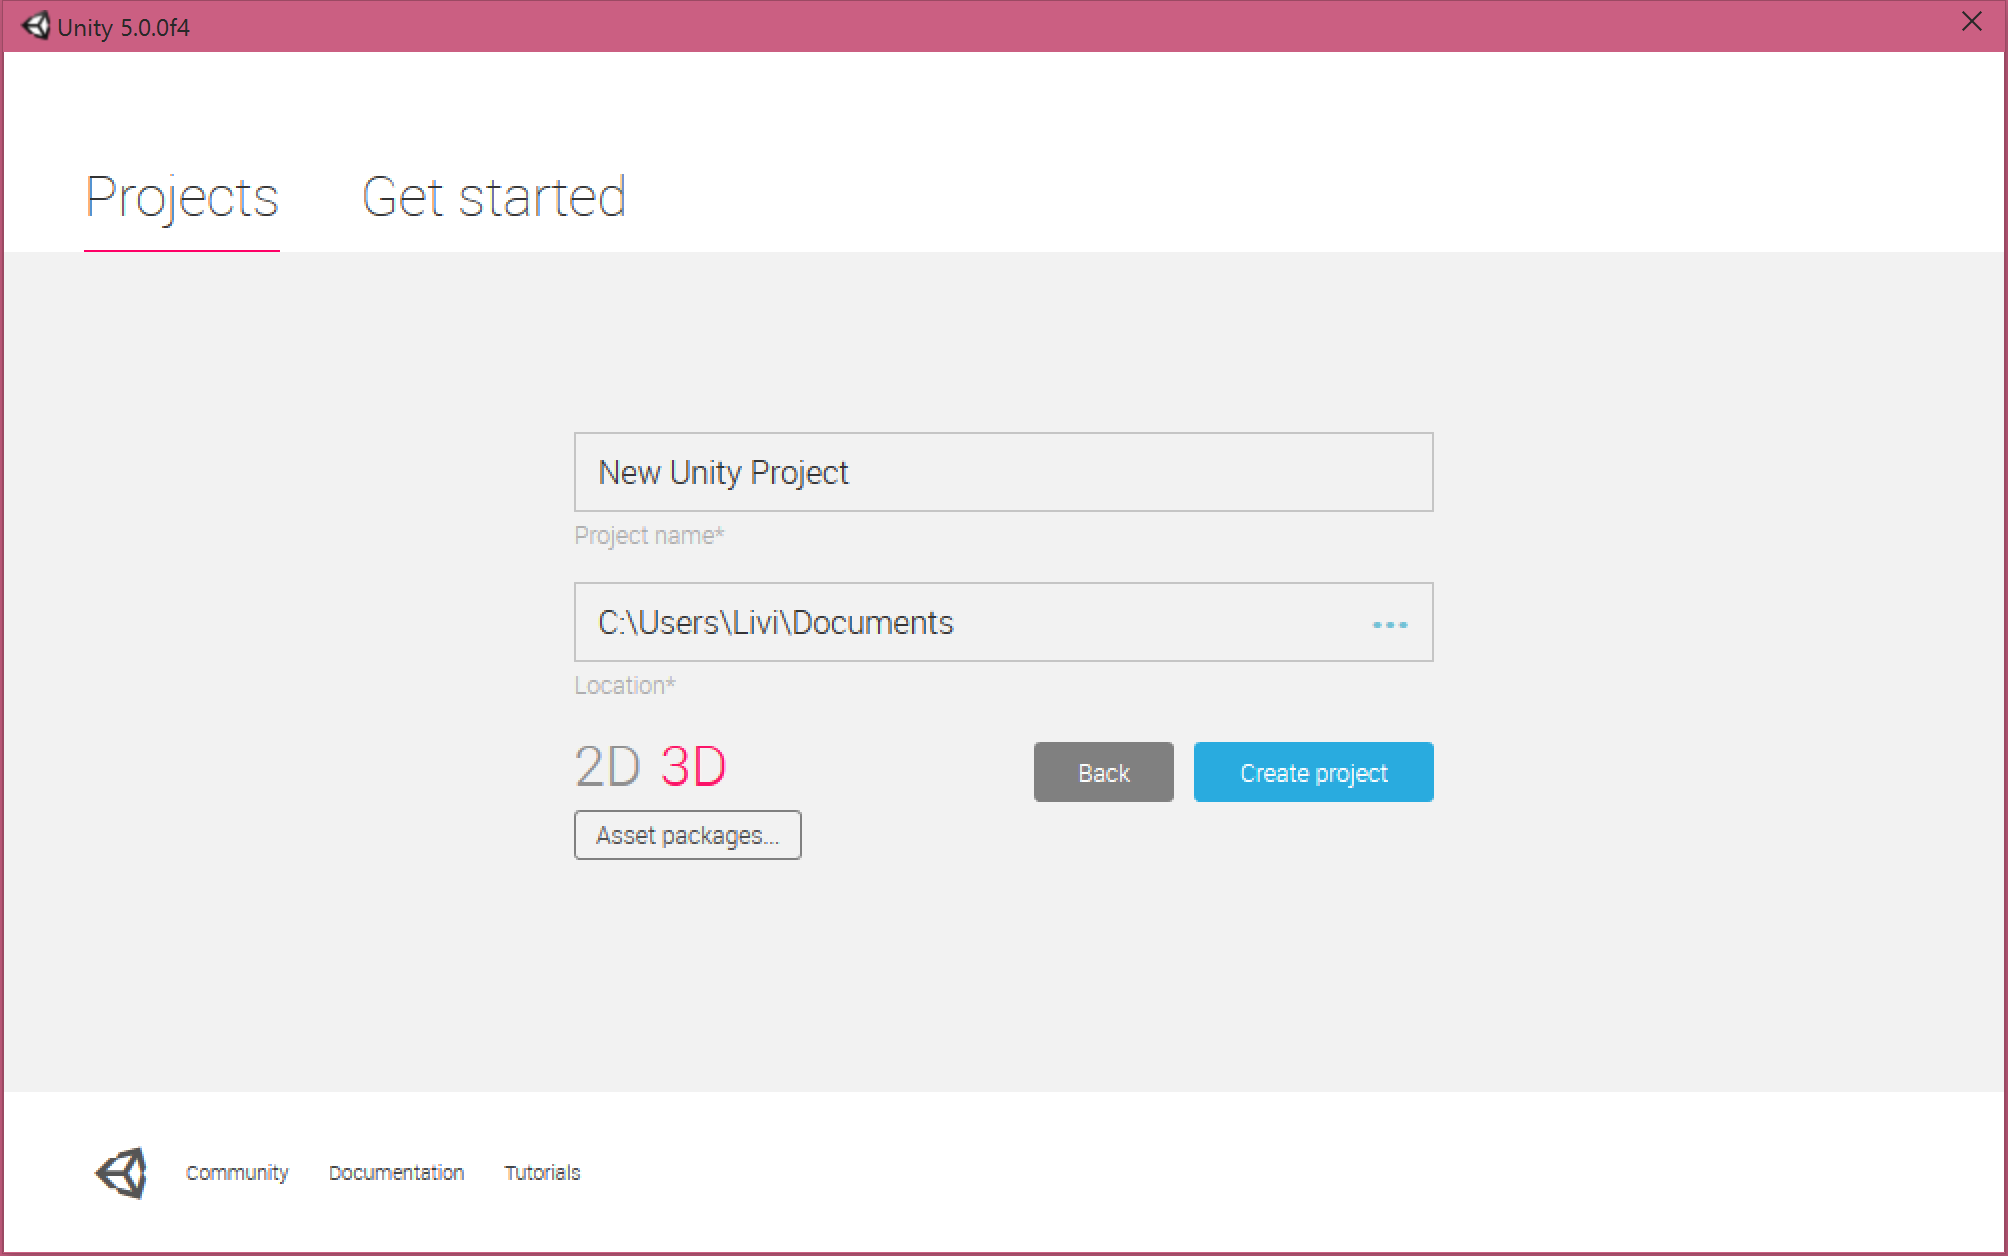 Unity 5.0.0f4
Projects Get started
New Unity Project
Project name*
C:\Users\Livi\Documents
Location*
2D 3D Back Create project
Asset packages...
Community Documentation Tutorials